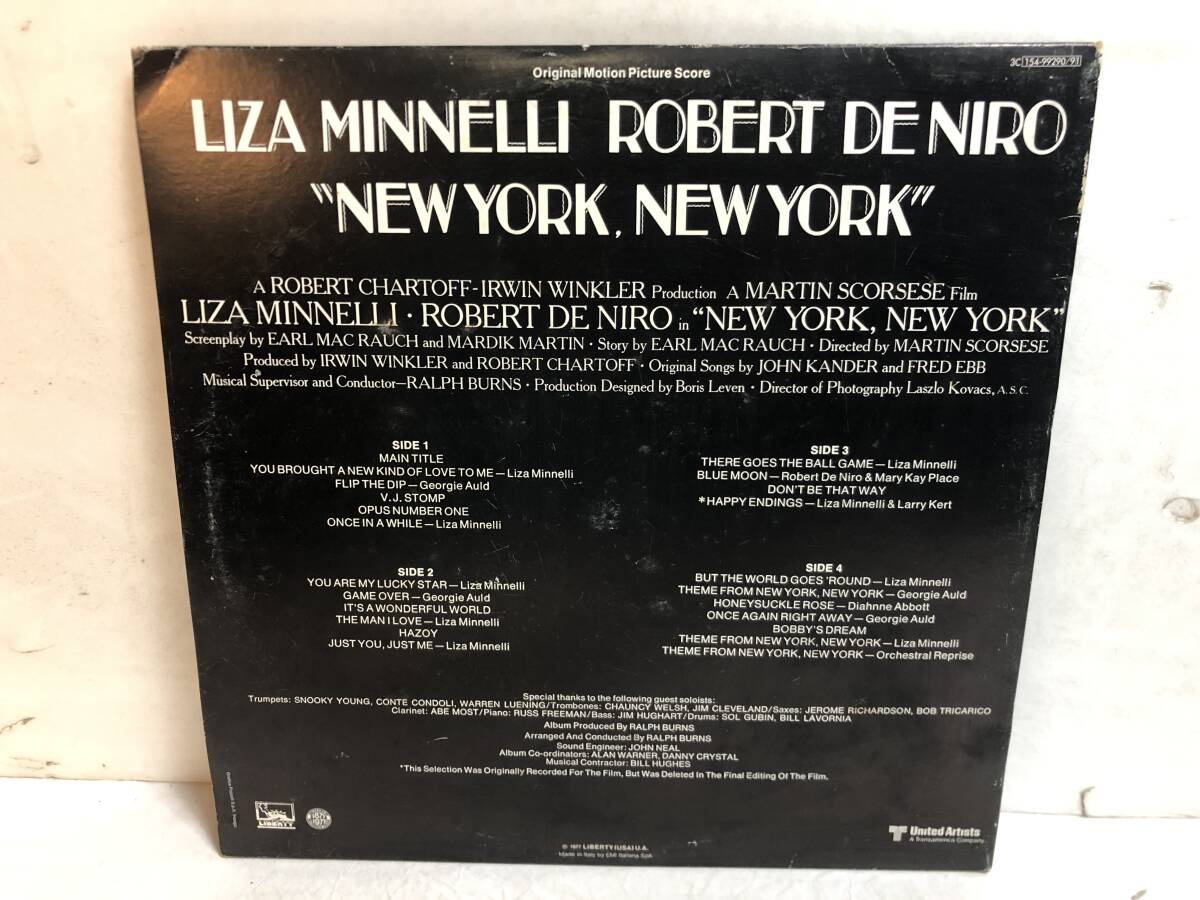 Original Motion Picture Score
3C 154-99290/91
LIZA MINNELLI ROBERT DE NIRO
"NEW YORK, NEW YORK"
A ROBERT CHARTOFF-IRWIN WINKLER Production A MARTIN SCORSESE Film
LIZA MINNELLI · ROBERT DE NIRO in "NEW YORK, NEW YORK"
Screenplay by EARL MAC RAUCH and MARDIK MARTIN · Story by EARL MAC RAUCH · Directed by MARTIN SCORSESE
Produced by IRWIN WINKLER and ROBERT CHARTOFF · Original Songs by JOHN KANDER and FRED EBB
Musical Supervisor and Conductor—RALPH BURNS · Production Designed by Boris Leven · Director of Photography Laszlo Kovacs, A.S.C.
SIDE 1
MAIN TITLE
YOU BROUGHT A NEW KIND OF LOVE TO ME — Liza Minnelli
FLIP THE DIP — Georgie Auld
V.J. STOMP
OPUS NUMBER ONE
ONCE IN A WHILE — Liza Minnelli
SIDE 2
YOU ARE MY LUCKY STAR — Liza Minnelli
GAME OVER — Georgie Auld
IT'S A WONDERFUL WORLD
THE MAN I LOVE — Liza Minnelli
HAZOY
JUST YOU, JUST ME — Liza Minnelli
SIDE 3
THERE GOES THE BALL GAME — Liza Minnelli
BLUE MOON — Robert De Niro & Mary Kay Place
DON'T BE THAT WAY
*HAPPY ENDINGS — Liza Minnelli & Larry Kert
SIDE 4
BUT THE WORLD GOES 'ROUND — Liza Minnelli
THEME FROM NEW YORK, NEW YORK — Georgie Auld
HONEYSUCKLE ROSE — Diahnne Abbott
ONCE AGAIN RIGHT AWAY — Georgie Auld
BOBBY'S DREAM
THEME FROM NEW YORK, NEW YORK — Liza Minnelli
THEME FROM NEW YORK, NEW YORK — Orchestral Reprise
Special thanks to the following guest soloists:
Trumpets: SNOOKY YOUNG, CONTE CONDOLI, WARREN LUENING/Trombones: CHAUNCY WELSH, JIM CLEVELAND/Saxes: JEROME RICHARDSON, BOB TRICARICO
Clarinet: ABE MOST/Piano: RUSS FREEMAN/Bass: JIM HUGHART/Drums: SOL GUBIN, BILL LAVORNIA
Album Produced By RALPH BURNS
Arranged And Conducted By RALPH BURNS
Sound Engineer: JOHN NEAL
Album Co-ordinators: ALAN WARNER, DANNY CRYSTAL
Musical Contractor: BILL HUGHES
*This Selection Was Originally Recorded For The Film, But Was Deleted In The Final Editing Of The Film.
LIBERTY
1877 1977
United Artists
A Transamerica Company
© 1977 LIBERTY (USA) U.A.
Made in Italy by EMI Italiana SpA